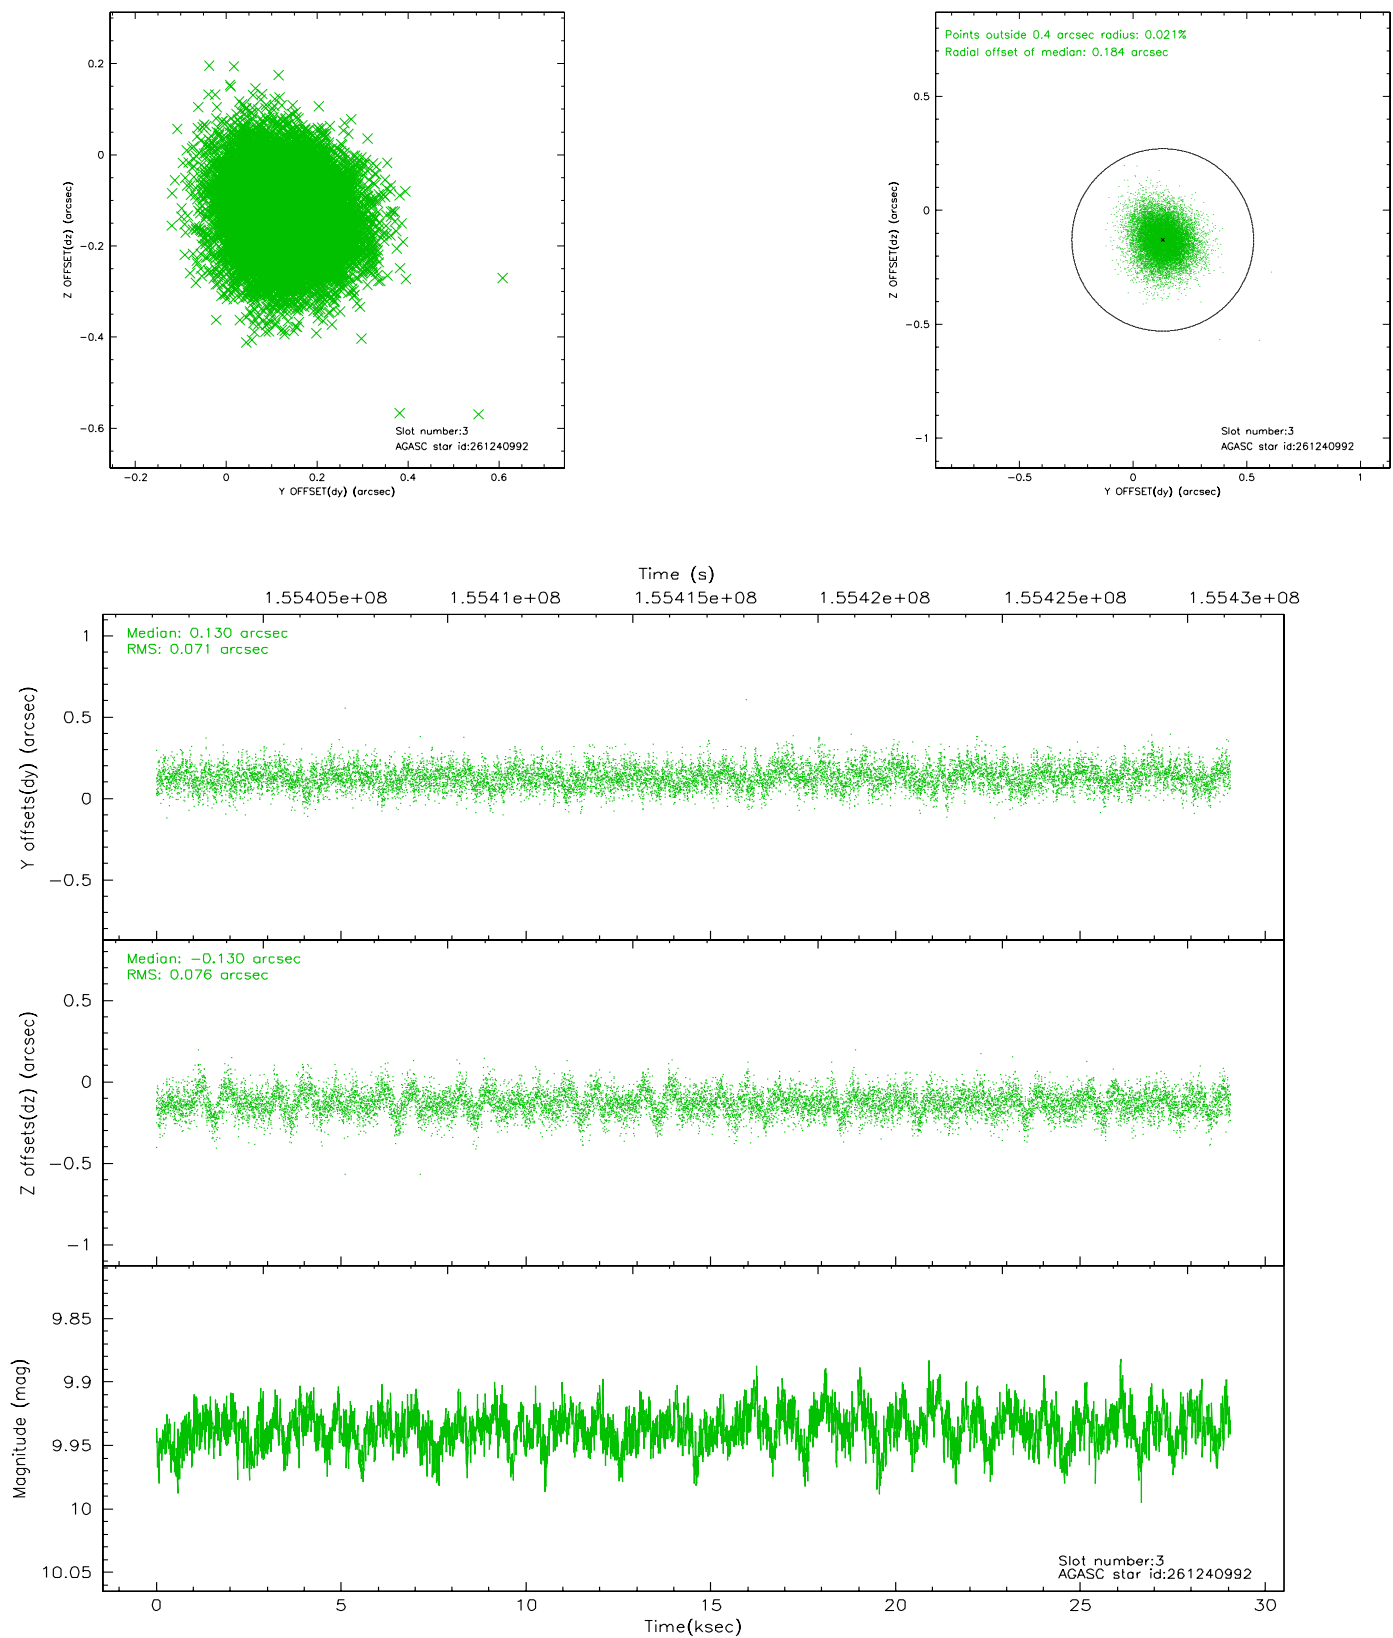 0.2
0
−0.2
−0.4
−0.6
Z OFFSET(dz) (arcsec)
Slot number:3
AGASC star id:261240992
−0.2 0 0.2 0.4 0.6
Y OFFSET(dy) (arcsec)
Points outside 0.4 arcsec radius: 0.021%
Radial offset of median: 0.184 arcsec
0.5
0
−0.5
−1
Z OFFSET(dz) (arcsec)
Slot number:3
AGASC star id:261240992
−0.5 0 0.5 1
Y OFFSET(dy) (arcsec)
Time (s)
1.55405e+08 1.5541e+08 1.55415e+08 1.5542e+08 1.55425e+08 1.5543e+08
Median: 0.130 arcsec
RMS: 0.071 arcsec
1
0.5
0
−0.5
Y offsets(dy) (arcsec)
Median: −0.130 arcsec
RMS: 0.076 arcsec
0.5
0
−0.5
−1
Z offsets(dz) (arcsec)
9.85
9.9
9.95
10
10.05
Magnitude (mag)
Slot number:3
AGASC star id:261240992
0 5 10 15 20 25 30
Time(ksec)